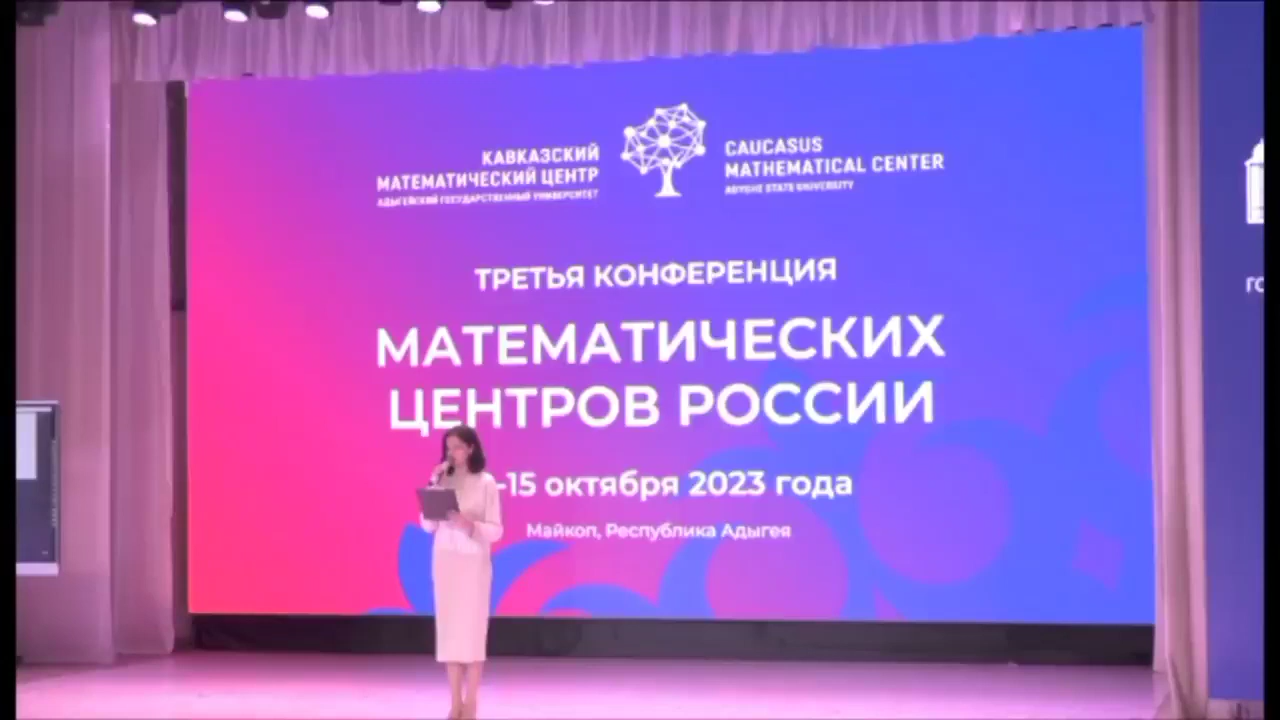 КАВКАЗСКИЙ
МАТЕМАТИЧЕСКИЙ ЦЕНТР
АДЫГЕЙСКИЙ ГОСУДАРСТВЕННЫЙ УНИВЕРСИТЕТ
CAUCASUS
MATHEMATICAL CENTER
ADYGHE STATE UNIVERSITY
ТРЕТЬЯ КОНФЕРЕНЦИЯ
МАТЕМАТИЧЕСКИХ
ЦЕНТРОВ РОССИИ
-15 октября 2023 года
Майкоп, Республика Адыгея